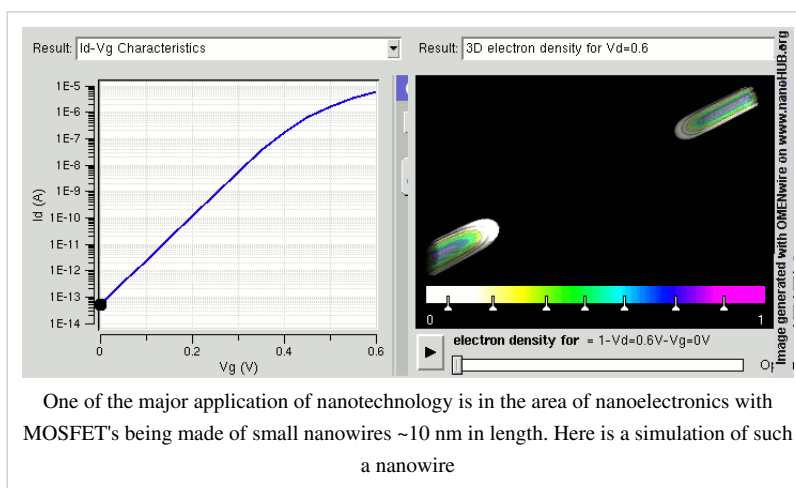 Result: Id-Vg Characteristics
Result: 3D electron density for Vd=0.6
1E-5
1E-6
1E-7
1E-8
1E-9
1E-10
1E-11
1E-12
1E-13
1E-14
Id (A)
0 0.2 0.4 0.6
Vg (V)
0 1
electron density for = 1-Vd=0.6V-Vg=0V
Image generated with OMENwire on www.nanoHUB.org
One of the major application of nanotechnology is in the area of nanoelectronics with
MOSFET's being made of small nanowires ~10 nm in length. Here is a simulation of such
a nanowire